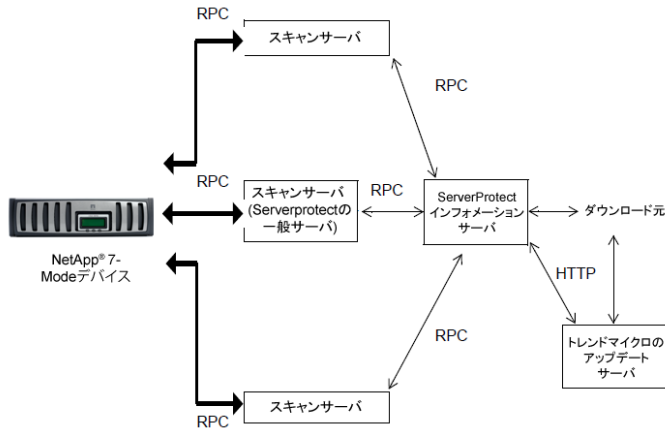 RPC
スキャンサーバ
RPC
RPC
スキャンサーバ
(Serverprotectの
一般サーバ)
RPC
ServerProtect
インフォメーション
サーバ
ダウンロード元
NetApp® 7-
Modeデバイス
HTTP
RPC
トレンドマイクロの
アップデート
サーバ
スキャンサーバ
RPC